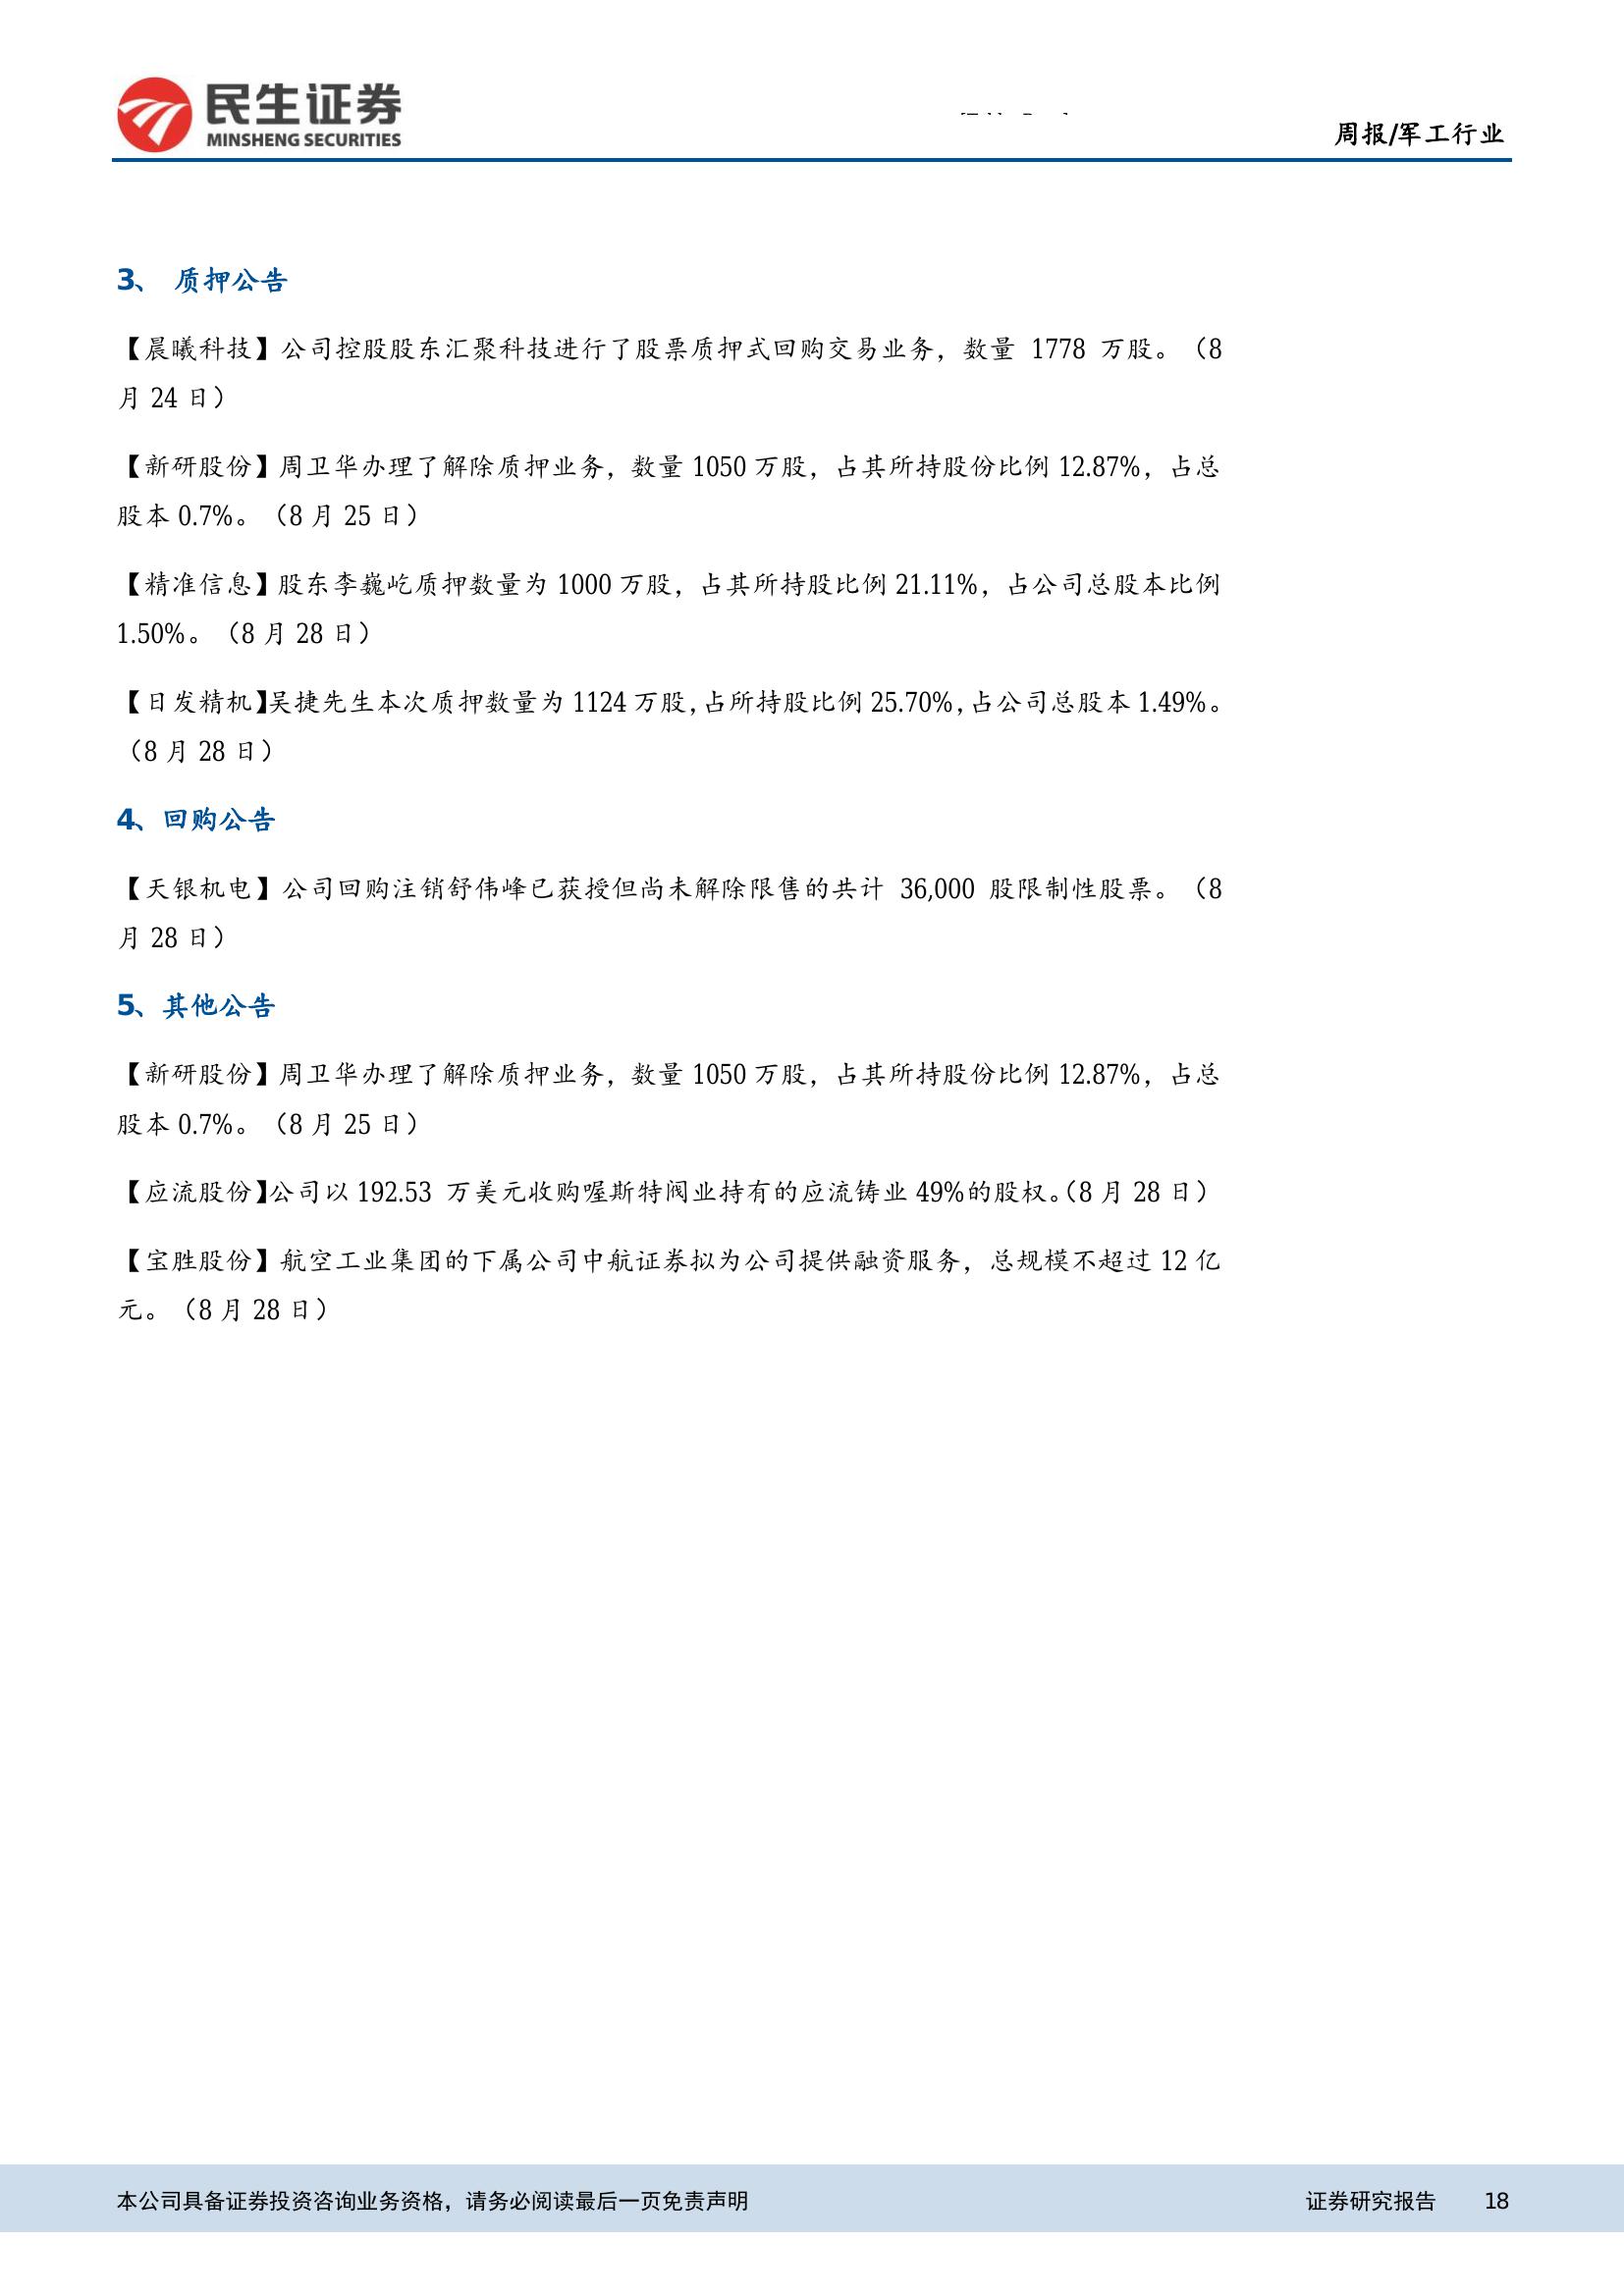 民生证券
MINSHENG SECURITIES
周报/军工行业
3、 质押公告
【晨曦科技】公司控股股东汇聚科技进行了股票质押式回购交易业务，数量 1778 万股。（8
月 24 日）
【新研股份】周卫华办理了解除质押业务，数量 1050 万股，占其所持股份比例 12.87%，占总
股本 0.7%。（8 月 25 日）
【精准信息】股东李巍屹质押数量为 1000 万股，占其所持股比例 21.11%，占公司总股本比例
1.50%。（8 月 28 日）
【日发精机】吴捷先生本次质押数量为 1124 万股，占所持股比例 25.70%，占公司总股本 1.49%。
（8 月 28 日）
4、回购公告
【天银机电】公司回购注销舒伟峰已获授但尚未解除限售的共计 36,000 股限制性股票。（8
月 28 日）
5、其他公告
【新研股份】周卫华办理了解除质押业务，数量 1050 万股，占其所持股份比例 12.87%，占总
股本 0.7%。（8 月 25 日）
【应流股份】公司以 192.53 万美元收购喔斯特阀业持有的应流铸业 49%的股权。（8 月 28 日）
【宝胜股份】航空工业集团的下属公司中航证券拟为公司提供融资服务，总规模不超过 12 亿
元。（8 月 28 日）
本公司具备证券投资咨询业务资格，请务必阅读最后一页免责声明
证券研究报告 18